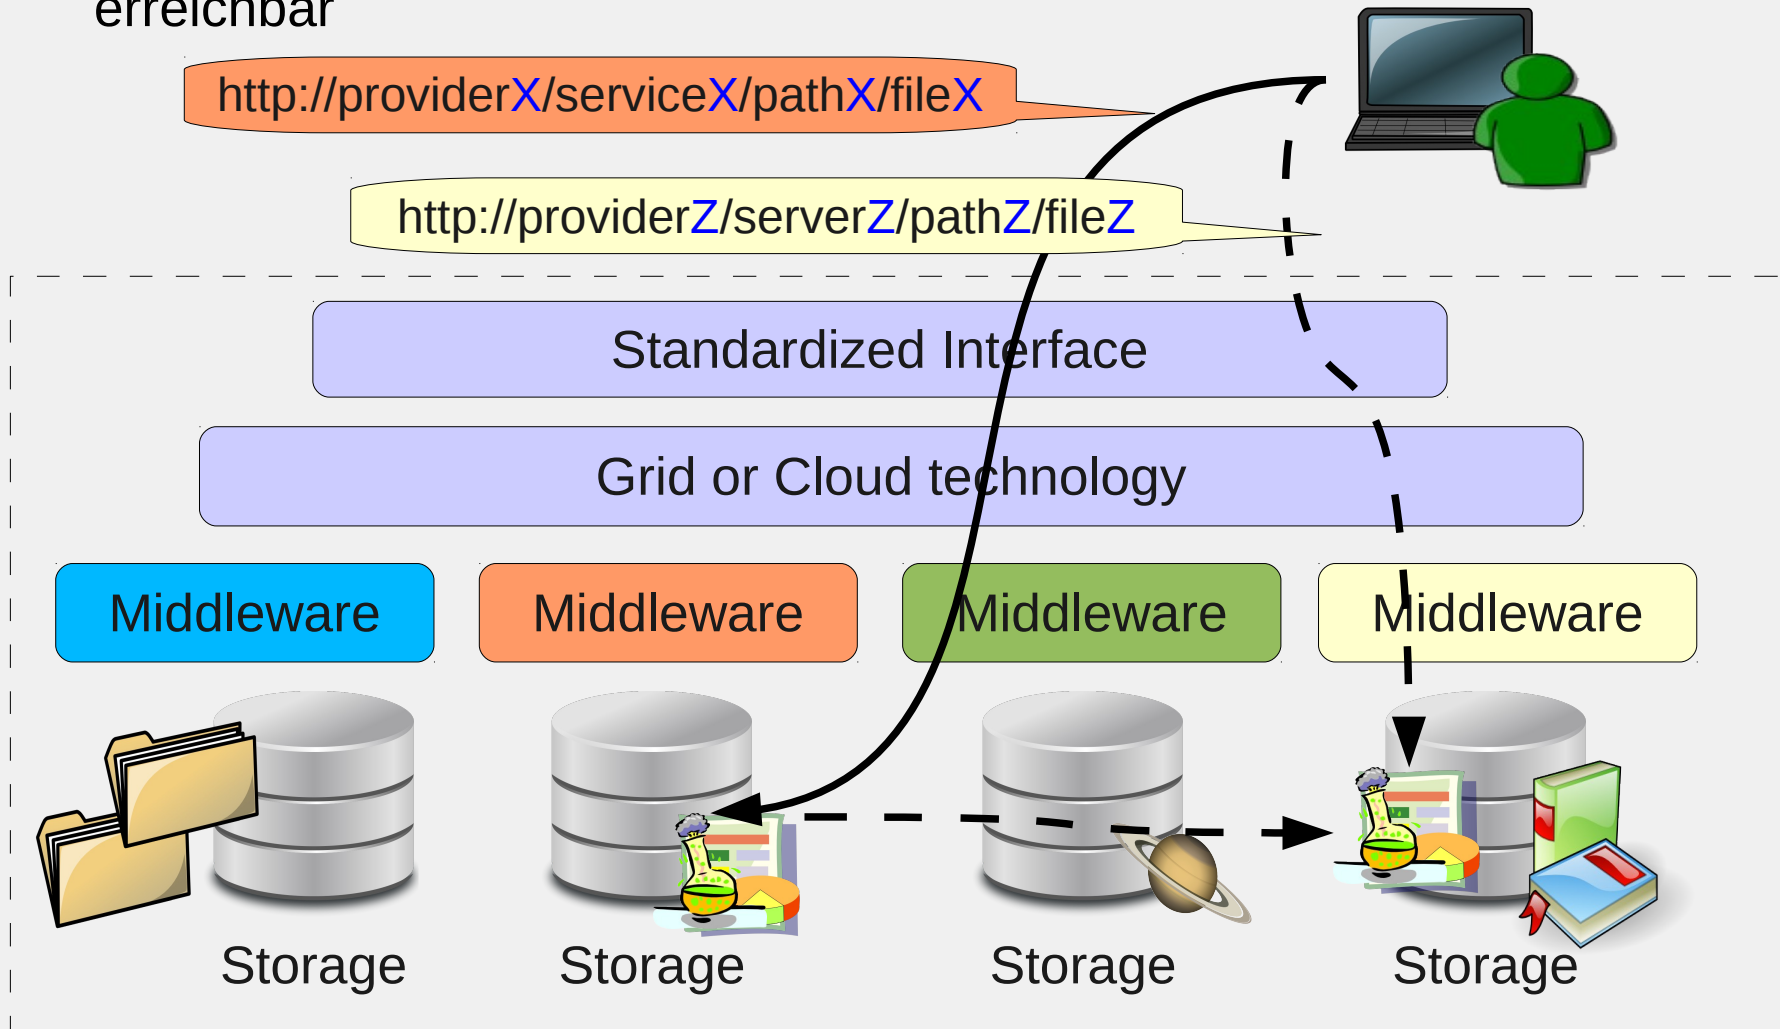 erreichbar
http://providerX/serviceX/pathX/fileX
http://providerZ/serverZ/pathZ/fileZ
Standardized Interface
Grid or Cloud technology
Middleware Middleware Middleware Middleware
Storage Storage Storage Storage